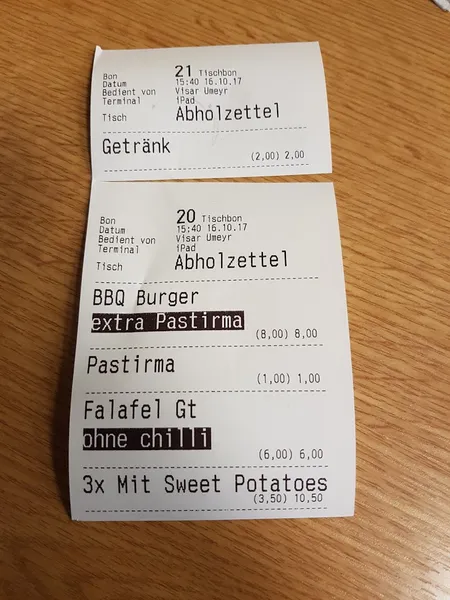 Bon 21 Tischbon
Datum 15:40 16.10.17
Bedient von Visar Umeyr
Terminal iPad
Tisch Abholzettel
Getränk
(2,00) 2,00
Bon 20 Tischbon
Datum 15:40 16.10.17
Bedient von Visar Umeyr
Terminal iPad
Tisch Abholzettel
BBQ Burger
extra Pastirma
(8,00) 8,00
Pastirma
(1,00) 1,00
Falafel Gt
ohne chilli
(6,00) 6,00
3x Mit Sweet Potatoes
(3,50) 10,50